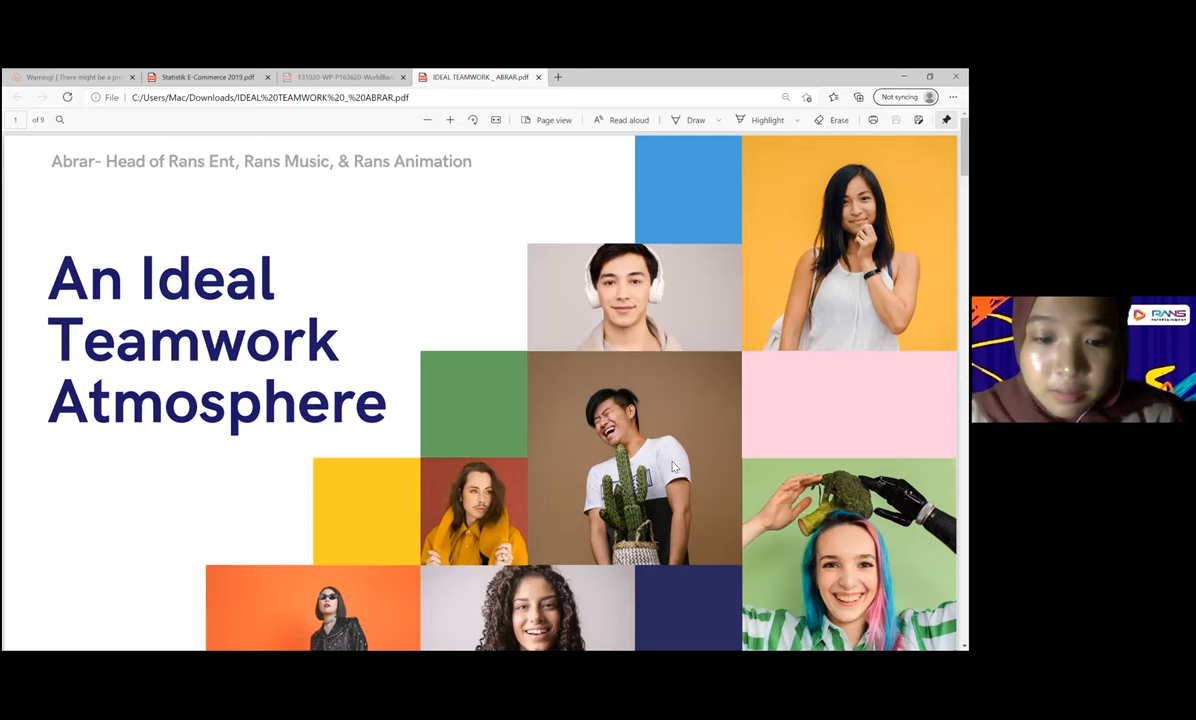 Warning! | There might be a pro
Statistik E-Commerce 2019.pdf
131020-WP-P163620-WorldBan
IDEAL TEAMWORK _ ABRAR.pdf
File
C:/Users/Mac/Downloads/IDEAL%20TEAMWORK%20_%20ABRAR.pdf
Not syncing
1 of 9
Page view
Read aloud
Draw
Highlight
Erase
Abrar- Head of Rans Ent, Rans Music, & Rans Animation
An Ideal
Teamwork
Atmosphere
RANS
ENTERTAINMENT